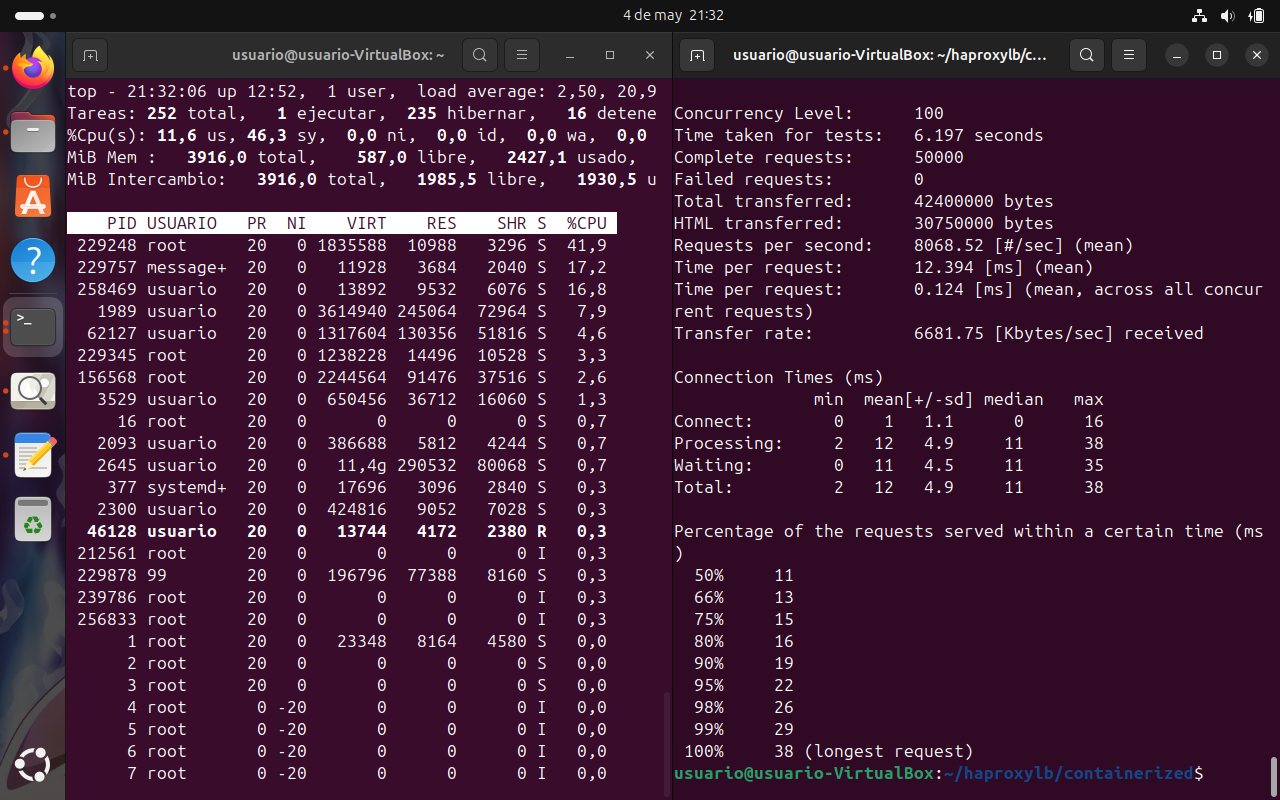 4 de may 21:32
usuario@usuario-VirtualBox: ~
top - 21:32:06 up 12:52,  1 user,  load average: 2,50, 20,9
Tareas: 252 total,   1 ejecutar, 235 hibernar,   16 detene
%Cpu(s): 11,6 us, 46,3 sy,  0,0 ni,  0,0 id,  0,0 wa,  0,0
MiB Mem :   3916,0 total,    587,0 libre,   2427,1 usado,
MiB Intercambio:   3916,0 total,   1985,5 libre,   1930,5 u
PID USUARIO   PR  NI    VIRT    RES    SHR S  %CPU
229248 root      20   0 1835588  10988   3296 S  41,9
229757 message+  20   0   11928   3684   2040 S  17,2
258469 usuario   20   0   13892   9532   6076 S  16,8
1989 usuario   20   0 3614940 245064  72964 S   7,9
62127 usuario   20   0 1317604 130356  51816 S   4,6
229345 root      20   0 1238228  14496  10528 S   3,3
156568 root      20   0 2244564  91476  37516 S   2,6
3529 usuario   20   0  650456  36712  16060 S   1,3
16 root      20   0       0      0      0 S   0,7
2093 usuario   20   0  386688   5812   4244 S   0,7
2645 usuario   20   0   11,4g 290532  80068 S   0,7
377 systemd+  20   0   17696   3096   2840 S   0,3
2300 usuario   20   0  424816   9052   7028 S   0,3
46128 usuario   20   0   13744   4172   2380 R   0,3
212561 root      20   0       0      0      0 I   0,3
229878 99        20   0  196796  77388   8160 S   0,3
239786 root      20   0       0      0      0 I   0,3
256833 root      20   0       0      0      0 I   0,3
1 root      20   0   23348   8164   4580 S   0,0
2 root      20   0       0      0      0 S   0,0
3 root      20   0       0      0      0 S   0,0
4 root       0 -20       0      0      0 I   0,0
5 root       0 -20       0      0      0 I   0,0
6 root       0 -20       0      0      0 I   0,0
7 root       0 -20       0      0      0 I   0,0
usuario@usuario-VirtualBox: ~/haproxylb/c...
Concurrency Level:      100
Time taken for tests:   6.197 seconds
Complete requests:      50000
Failed requests:        0
Total transferred:      42400000 bytes
HTML transferred:       30750000 bytes
Requests per second:    8068.52 [#/sec] (mean)
Time per request:       12.394 [ms] (mean)
Time per request:       0.124 [ms] (mean, across all concur
rent requests)
Transfer rate:          6681.75 [Kbytes/sec] received
Connection Times (ms)
min  mean[+/-sd] median   max
Connect:        0    1   1.1      0      16
Processing:     2   12   4.9     11      38
Waiting:        0   11   4.5     11      35
Total:          2   12   4.9     11      38
Percentage of the requests served within a certain time (ms
)
50%     11
66%     13
75%     15
80%     16
90%     19
95%     22
98%     26
99%     29
100%     38 (longest request)
usuario@usuario-VirtualBox:~/haproxylb/containerized$